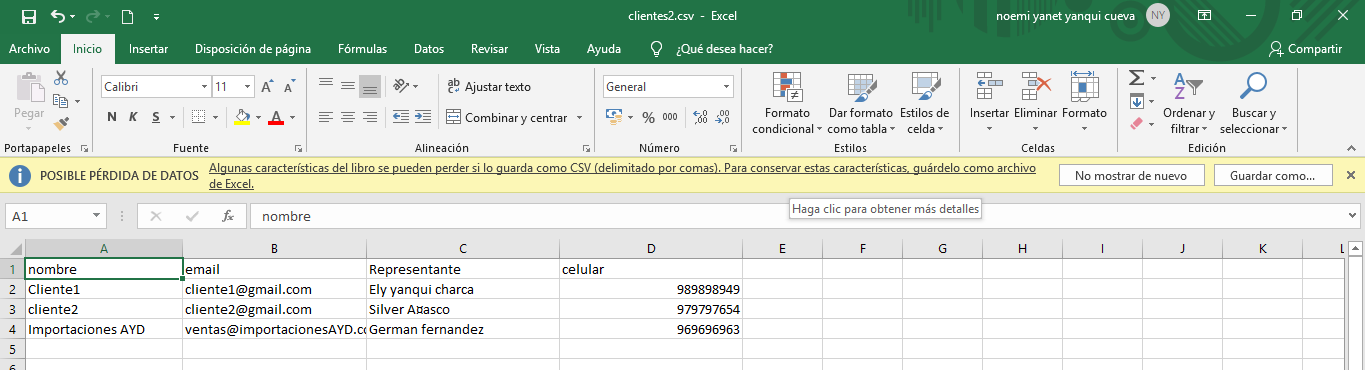 clientes2.csv - Excel
noemi yanet yanqui cueva NY
Archivo Inicio Insertar Disposición de página Fórmulas Datos Revisar Vista Ayuda ¿Qué desea hacer? Compartir
Pegar
Calibri 11
N K S
Ajustar texto
Combinar y centrar
General
% 000
Formato condicional
Dar formato como tabla
Estilos de celda
Insertar Eliminar Formato
Ordenar y filtrar
Buscar y seleccionar
Portapapeles Fuente Alineación Número Estilos Celdas Edición
POSIBLE PÉRDIDA DE DATOS Algunas características del libro se pueden perder si lo guarda como CSV (delimitado por comas). Para conservar estas características, guárdelo como archivo
de Excel.
No mostrar de nuevo Guardar como...
Haga clic para obtener más detalles
A1 fx nombre
A B C D E F G H I J K L
1 nombre email Representante celular
2 Cliente1 cliente1@gmail.com Ely yanqui charca 989898949
3 cliente2 cliente2@gmail.com Silver A¤asco 979797654
4 Importaciones AYD ventas@importacionesAYD.co German fernandez 969696963
5
6